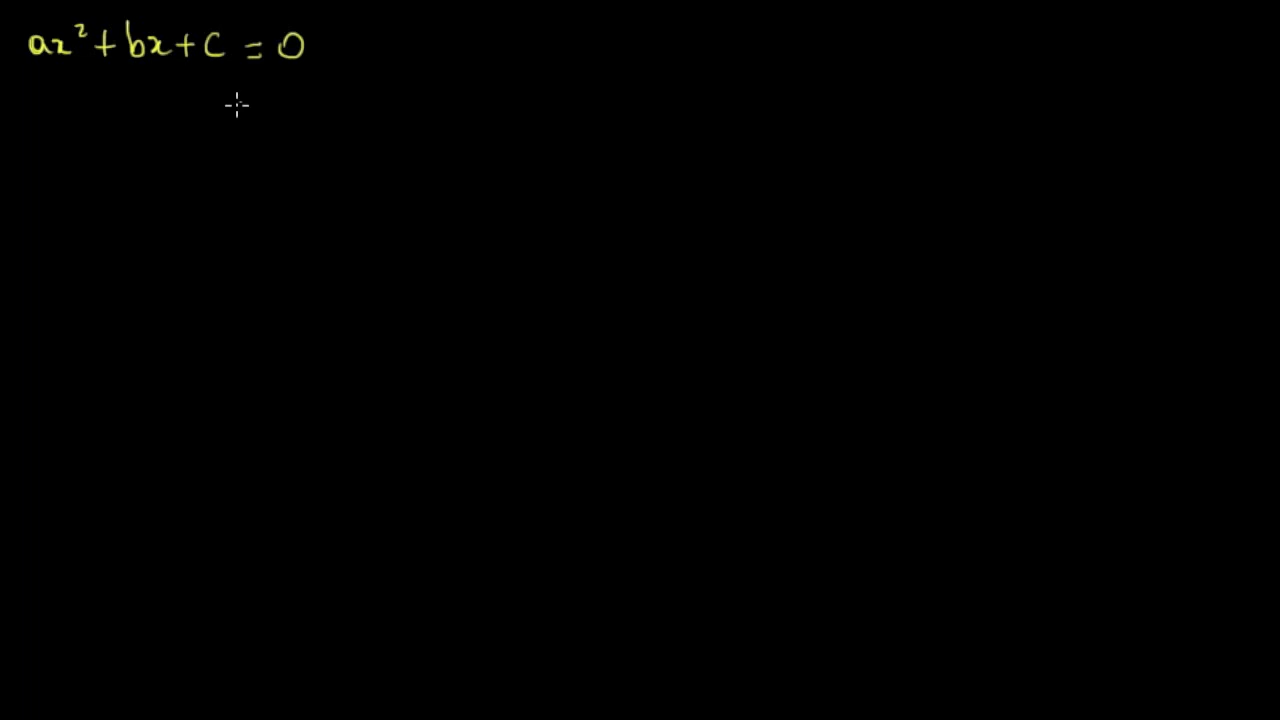 ax² + bx + c = 0